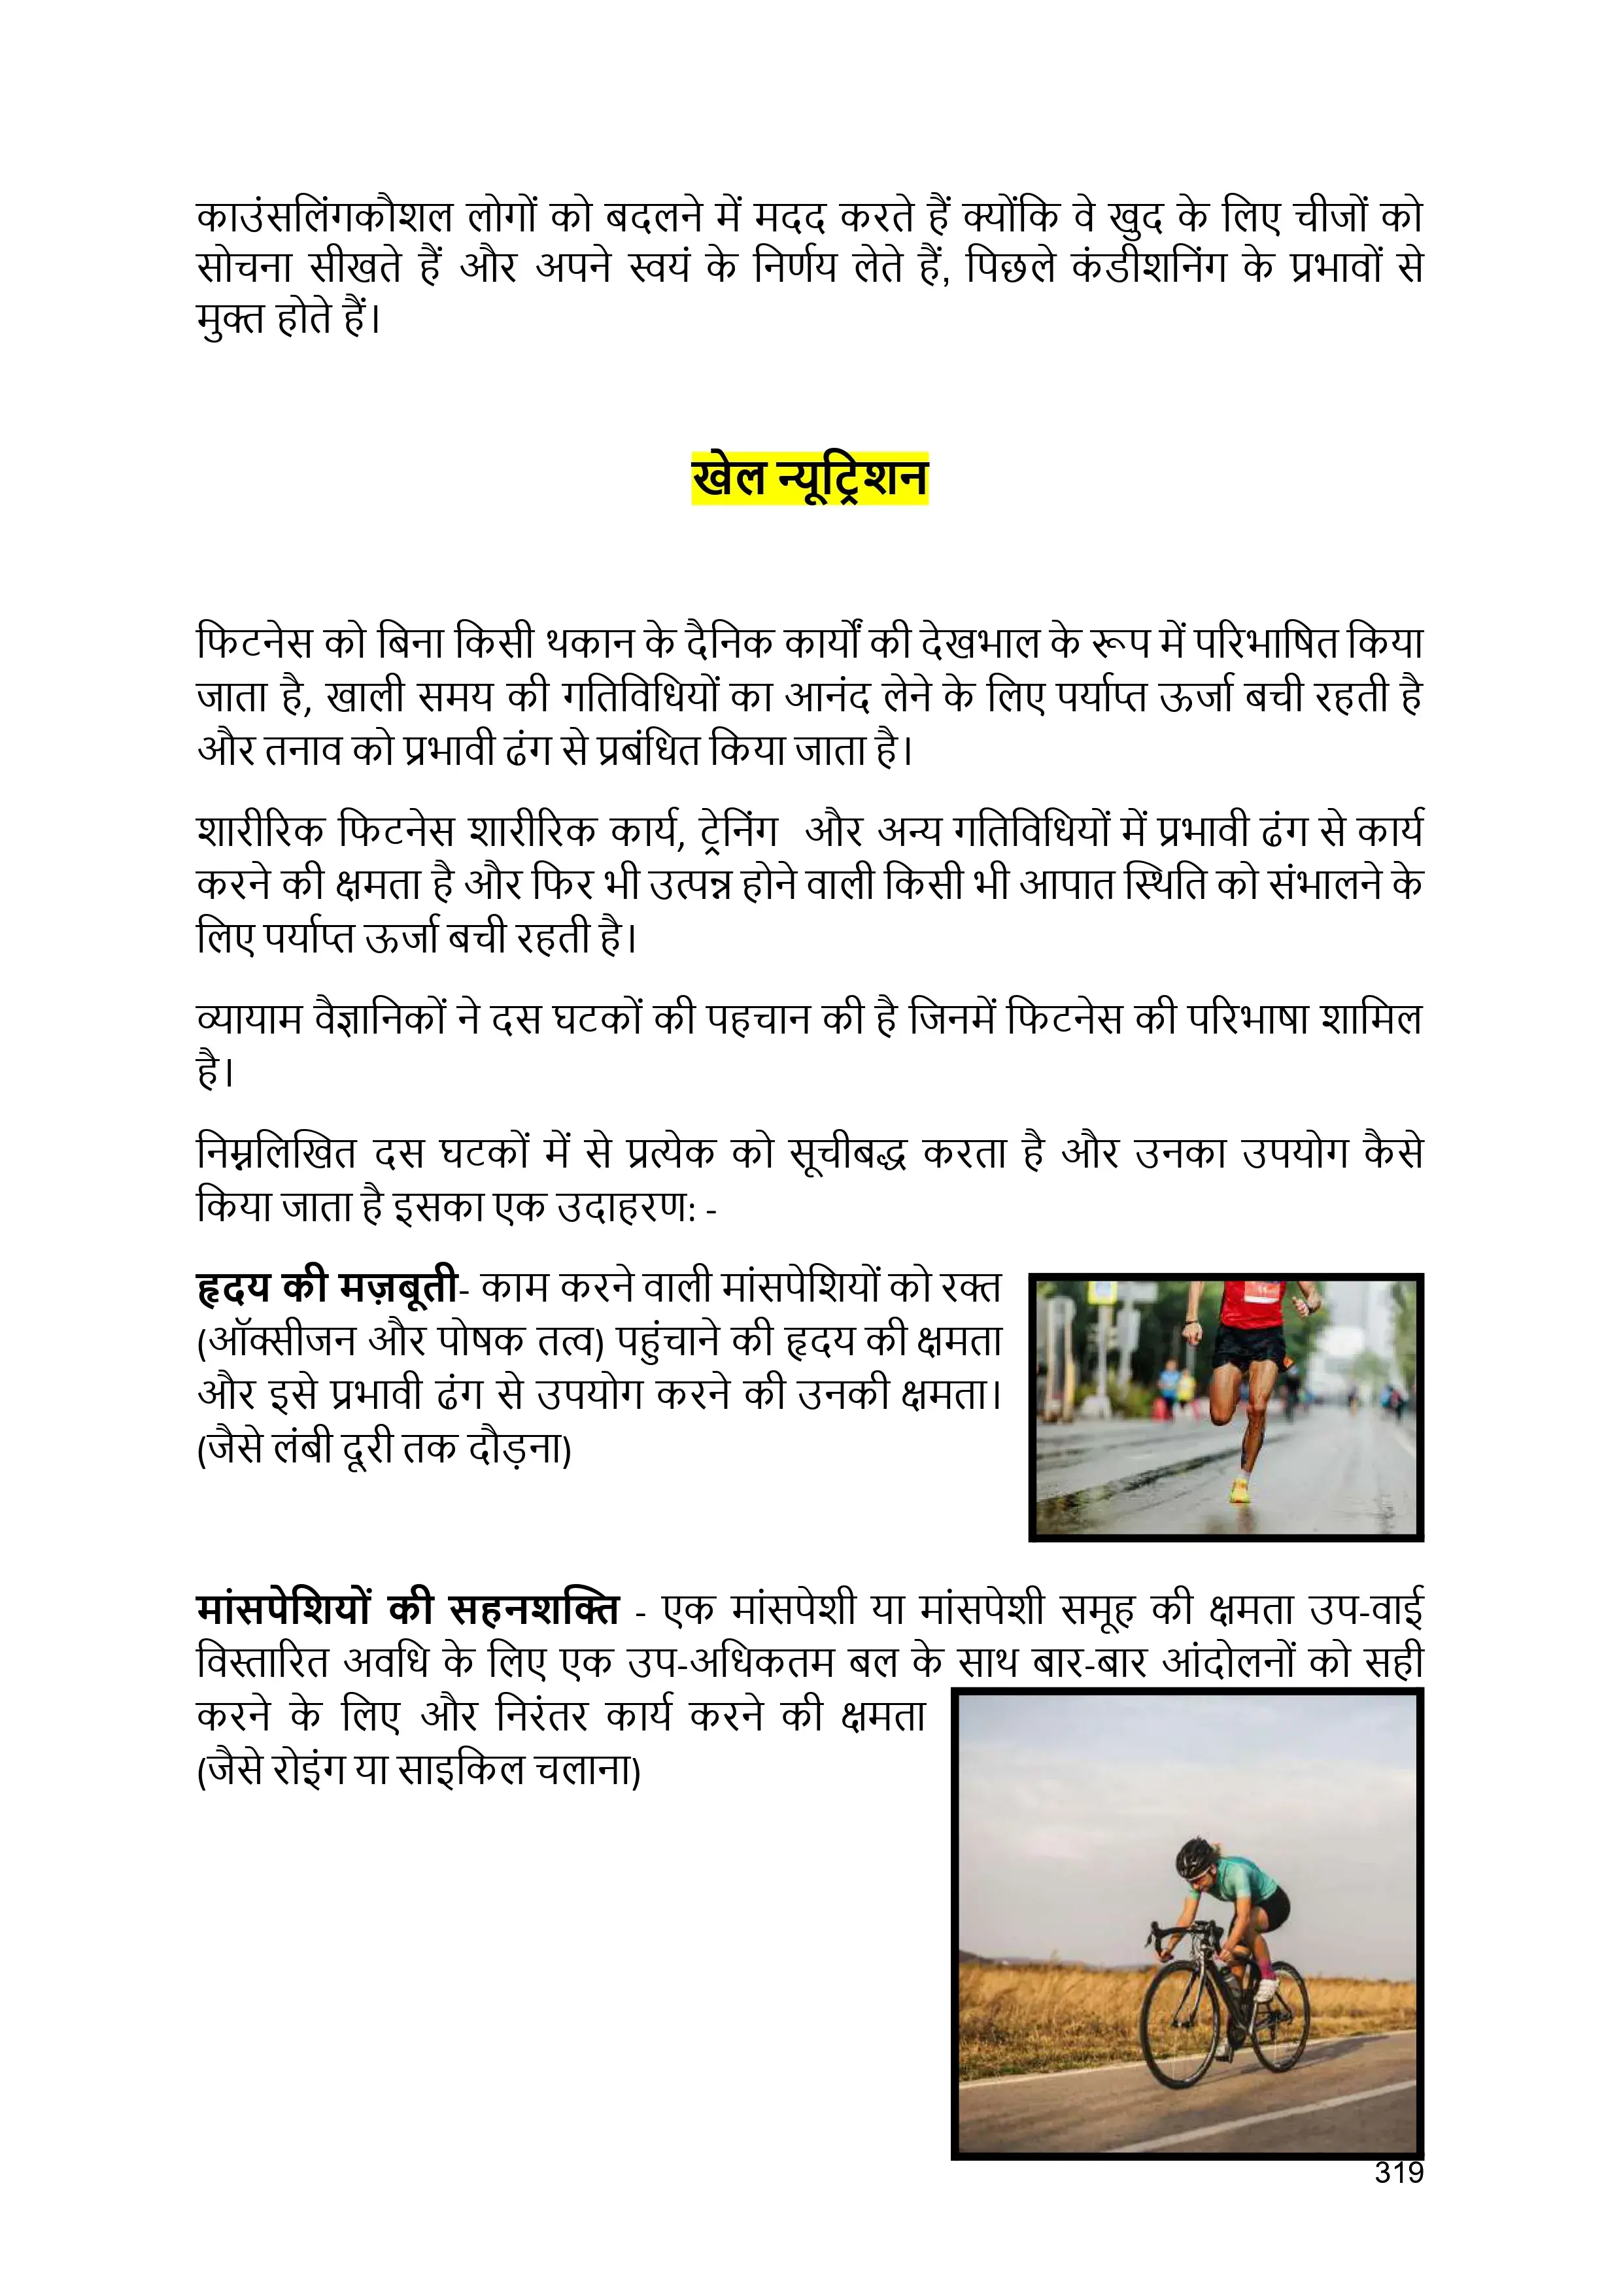 काउंसलिंगकौशल लोगों को बदलने में मदद करते हैं क्योंकि वे खुद के लिए चीजों को
सोचना सीखते हैं और अपने स्वयं के निर्णय लेते हैं, पिछले कंडीशनिंग के प्रभावों से
मुक्त होते हैं।
खेल न्यूट्रिशन
फिटनेस को बिना किसी थकान के दैनिक कार्यों की देखभाल के रूप में परिभाषित किया
जाता है, खाली समय की गतिविधियों का आनंद लेने के लिए पर्याप्त ऊर्जा बची रहती है
और तनाव को प्रभावी ढंग से प्रबंधित किया जाता है।
शारीरिक फिटनेस शारीरिक कार्य, ट्रेनिंग  और अन्य गतिविधियों में प्रभावी ढंग से कार्य
करने की क्षमता है और फिर भी उत्पन्न होने वाली किसी भी आपात स्थिति को संभालने के
लिए पर्याप्त ऊर्जा बची रहती है।
व्यायाम वैज्ञानिकों ने दस घटकों की पहचान की है जिनमें फिटनेस की परिभाषा शामिल
है।
निम्नलिखित दस घटकों में से प्रत्येक को सूचीबद्ध करता है और उनका उपयोग कैसे
किया जाता है इसका एक उदाहरण: -
हृदय की मज़बूती- काम करने वाली मांसपेशियों को रक्त
(ऑक्सीजन और पोषक तत्व) पहुंचाने की हृदय की क्षमता
और इसे प्रभावी ढंग से उपयोग करने की उनकी क्षमता।
(जैसे लंबी दूरी तक दौड़ना)
मांसपेशियों की सहनशक्ति - एक मांसपेशी या मांसपेशी समूह की क्षमता उप-वाई
विस्तारित अवधि के लिए एक उप-अधिकतम बल के साथ बार-बार आंदोलनों को सही
करने के लिए और निरंतर कार्य करने की क्षमता
(जैसे रोइंग या साइकिल चलाना)
319